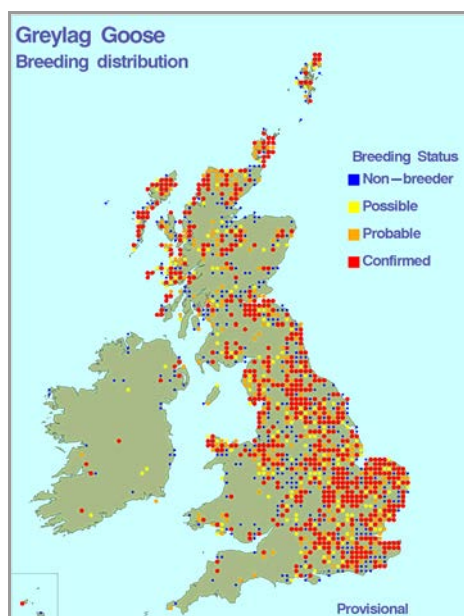 Greylag Goose
Breeding distribution
Breeding Status
Non-breeder
Possible
Probable
Confirmed
Provisional